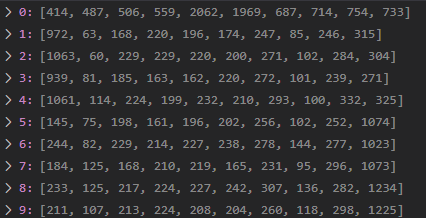 0: [414, 487, 506, 559, 2062, 1969, 687, 714, 754, 733]
1: [972, 63, 168, 220, 196, 174, 247, 85, 246, 315]
2: [1063, 60, 229, 229, 220, 200, 271, 102, 284, 304]
3: [939, 81, 185, 163, 162, 220, 272, 101, 239, 271]
4: [1061, 114, 224, 199, 232, 210, 293, 100, 332, 325]
5: [145, 75, 198, 161, 196, 202, 256, 102, 252, 1074]
6: [244, 82, 229, 214, 227, 238, 278, 144, 277, 1023]
7: [184, 125, 168, 210, 219, 165, 231, 95, 296, 1073]
8: [233, 125, 217, 224, 227, 242, 307, 136, 282, 1234]
9: [211, 107, 213, 224, 208, 204, 260, 118, 298, 1225]